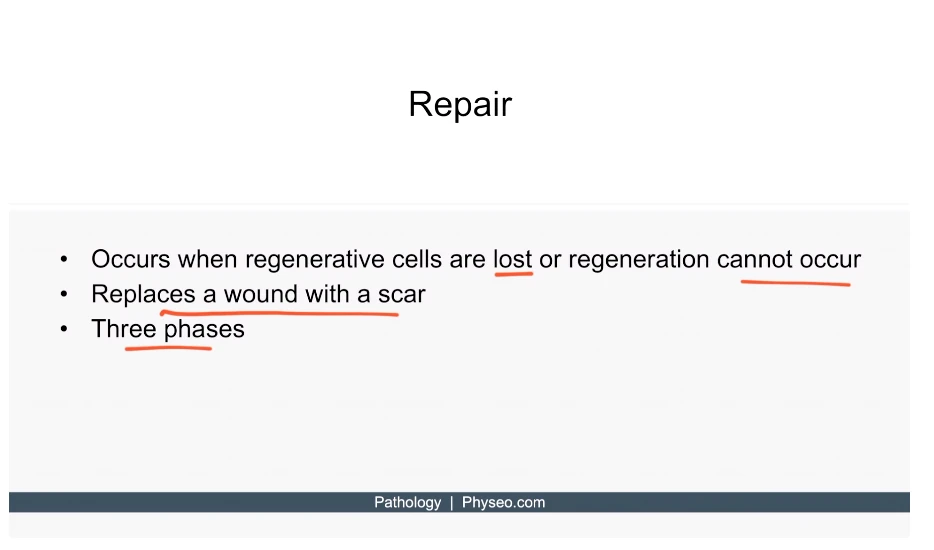 Repair
• Occurs when regenerative cells are lost or regeneration cannot occur
• Replaces a wound with a scar
• Three phases
Pathology | Physeo.com